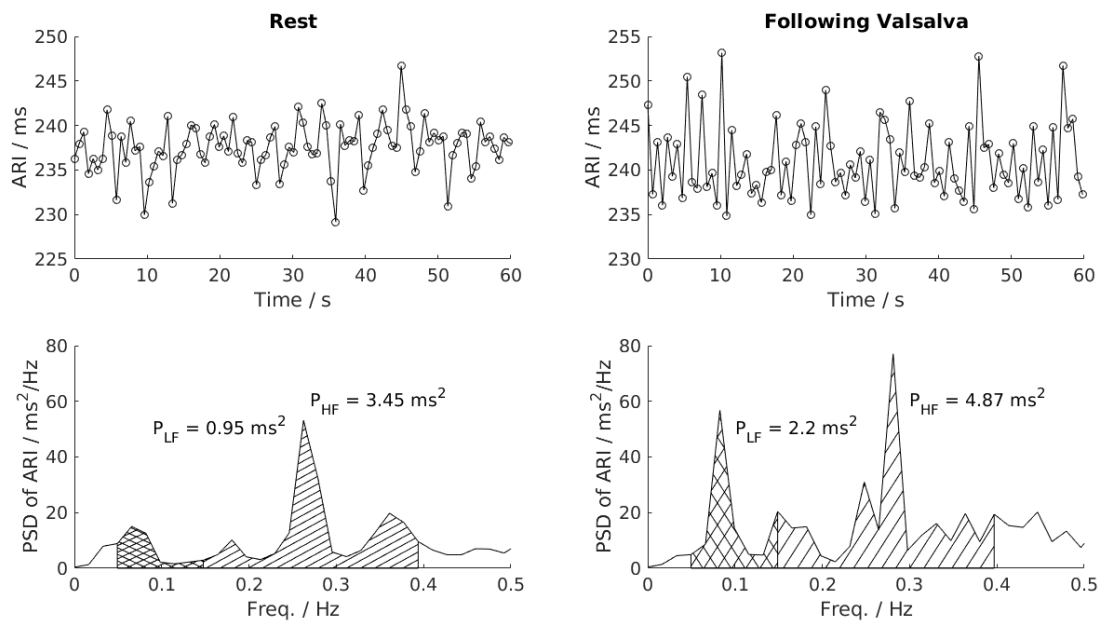 Rest
250
245
240
235
230
225
ARI / ms
0 10 20 30 40 50 60
Time / s
Following Valsalva
255
250
245
240
235
230
ARI / ms
0 10 20 30 40 50 60
Time / s
80
60
40
20
0
PSD of ARI / ms²/Hz
P_LF = 0.95 ms²
P_HF = 3.45 ms²
0 0.1 0.2 0.3 0.4 0.5
Freq. / Hz
80
60
40
20
0
PSD of ARI / ms²/Hz
P_LF = 2.2 ms²
P_HF = 4.87 ms²
0 0.1 0.2 0.3 0.4 0.5
Freq. / Hz